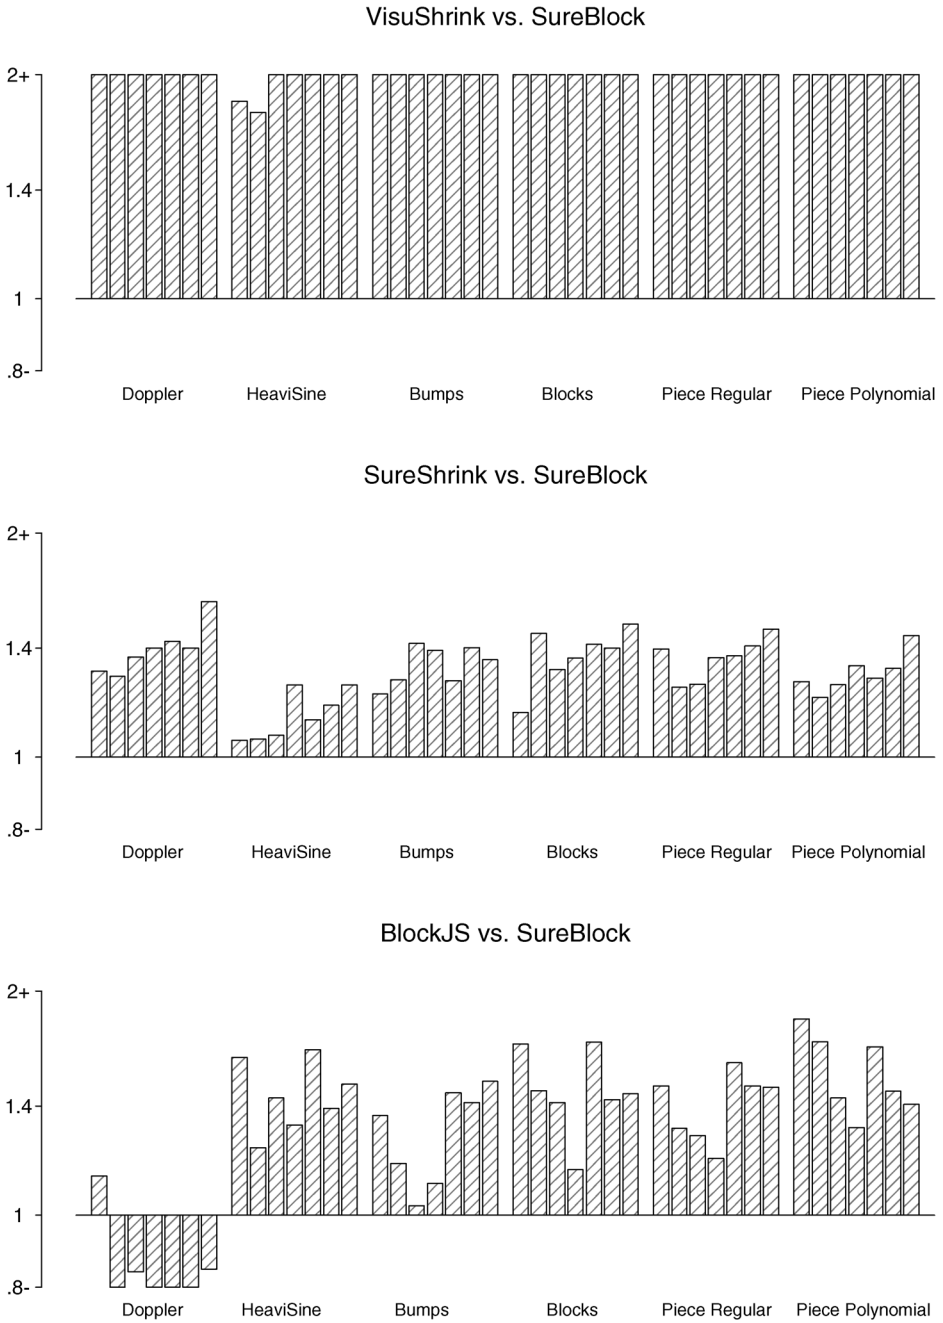 VisuShrink vs. SureBlock
2+
1.4
1
.8-
Doppler HeaviSine Bumps Blocks Piece Regular Piece Polynomial
SureShrink vs. SureBlock
2+
1.4
1
.8-
Doppler HeaviSine Bumps Blocks Piece Regular Piece Polynomial
BlockJS vs. SureBlock
2+
1.4
1
.8-
Doppler HeaviSine Bumps Blocks Piece Regular Piece Polynomial